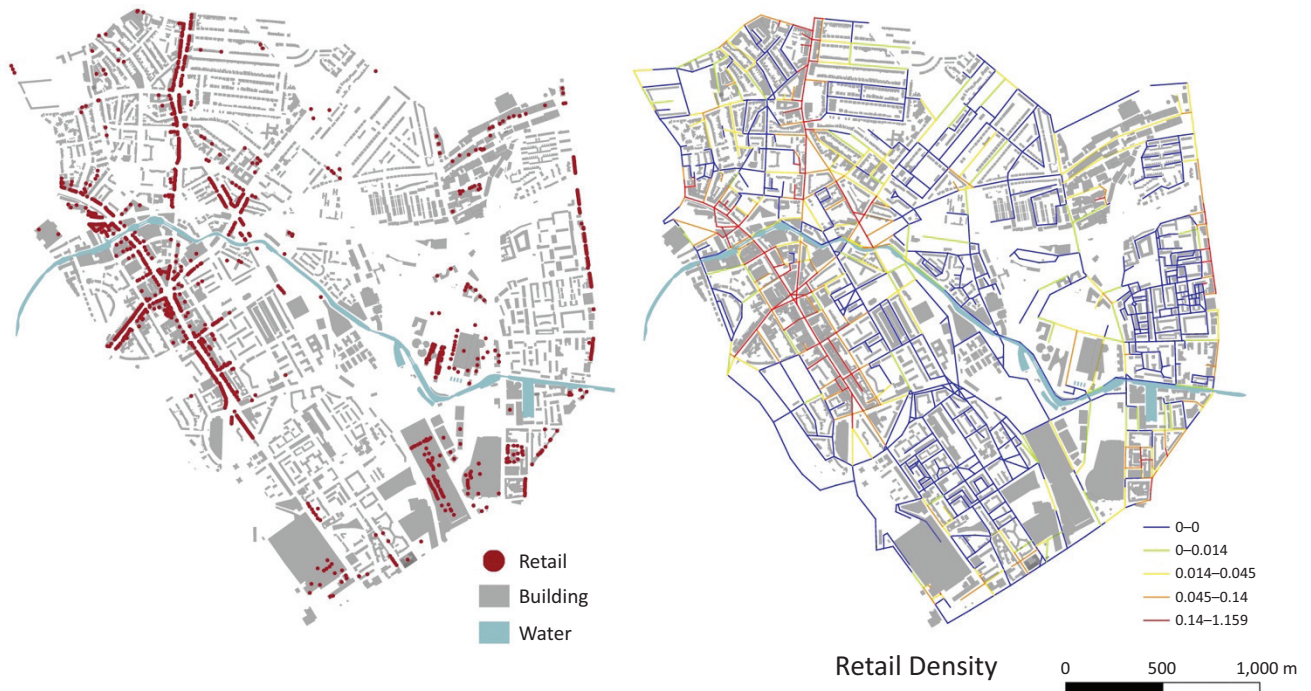 Retail
Building
Water
0–0
0–0.014
0.014–0.045
0.045–0.14
0.14–1.159
Retail Density
0 500 1,000 m